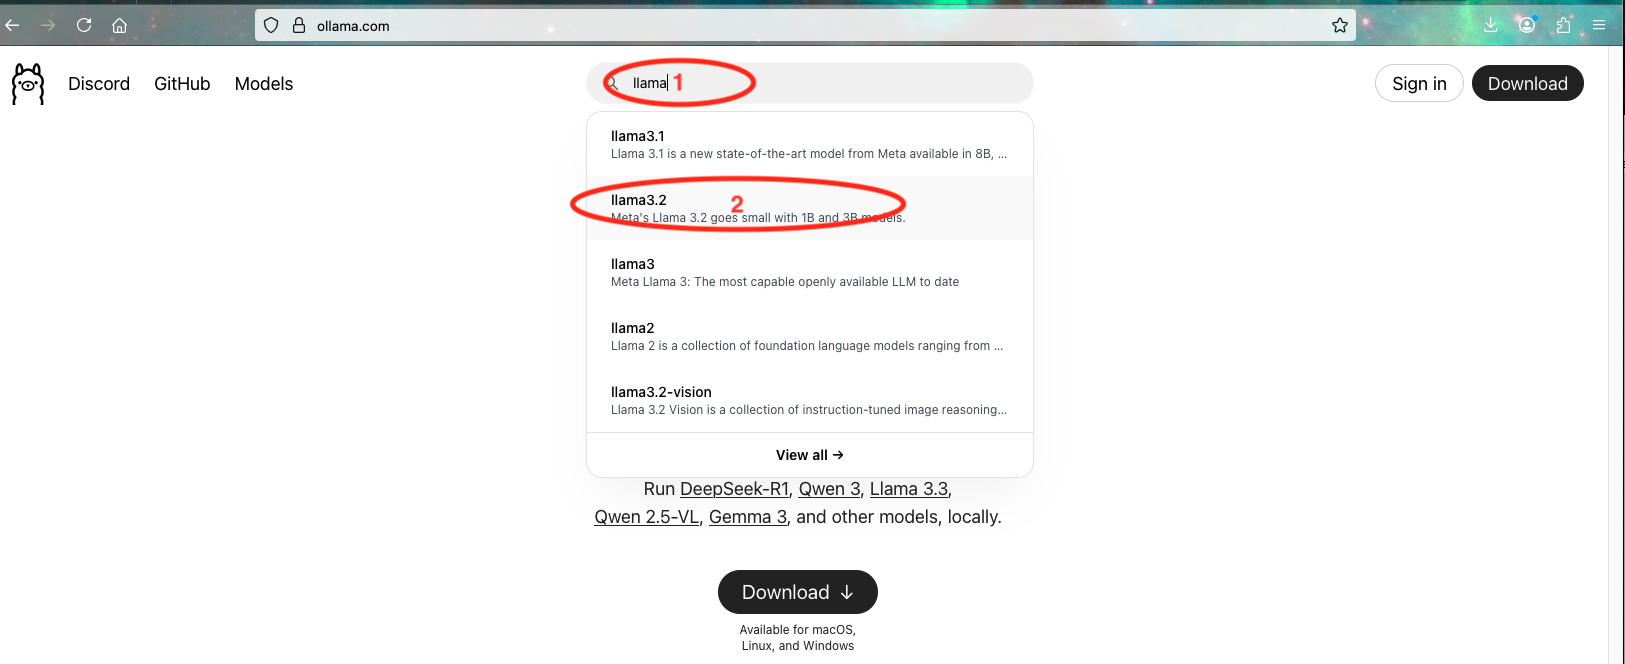 ollama.com
Discord GitHub Models
llama 1
Sign in Download
llama3.1
Llama 3.1 is a new state-of-the-art model from Meta available in 8B, ...
llama3.2 2
Meta's Llama 3.2 goes small with 1B and 3B models.
llama3
Meta Llama 3: The most capable openly available LLM to date
llama2
Llama 2 is a collection of foundation language models ranging from ...
llama3.2-vision
Llama 3.2 Vision is a collection of instruction-tuned image reasoning...
View all →
Run DeepSeek-R1, Qwen 3, Llama 3.3,
Qwen 2.5-VL, Gemma 3, and other models, locally.
Download ↓
Available for macOS,
Linux, and Windows